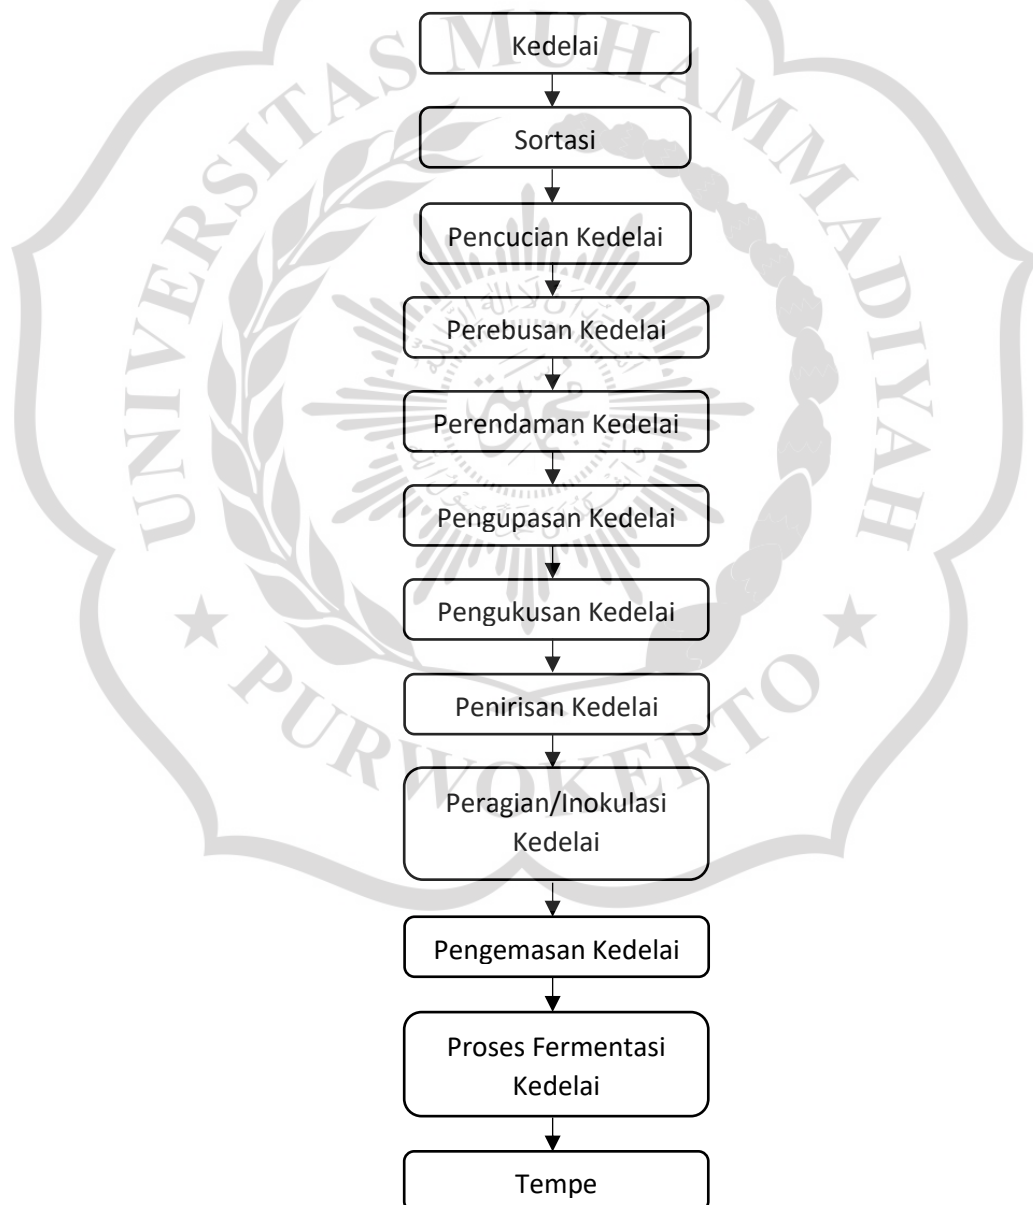 Kedelai
Sortasi
Pencucian Kedelai
Perebusan Kedelai
Perendaman Kedelai
Pengupasan Kedelai
Pengukusan Kedelai
Penirisan Kedelai
Peragian/Inokulasi
Kedelai
Pengemasan Kedelai
Proses Fermentasi
Kedelai
Tempe
UNIVERSITAS MUHAMMADIYAH
PURWOKERTO